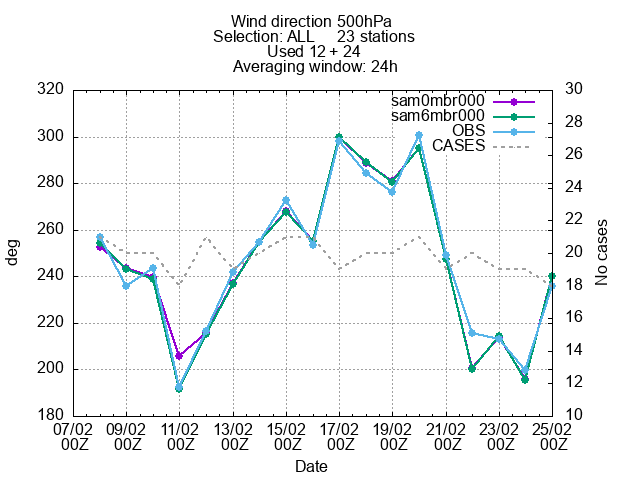 Wind direction 500hPa
Selection: ALL     23 stations
Used 12 + 24
Averaging window: 24h
320 30
sam0mbr000
sam6mbr000
OBS
CASES
300 28
26
280 24
22
260
20
240
18
220 16
14
200
12
180 10
deg
No cases
07/02 09/02 11/02 13/02 15/02 17/02 19/02 21/02 23/02 25/02
00Z 00Z 00Z 00Z 00Z 00Z 00Z 00Z 00Z 00Z
Date